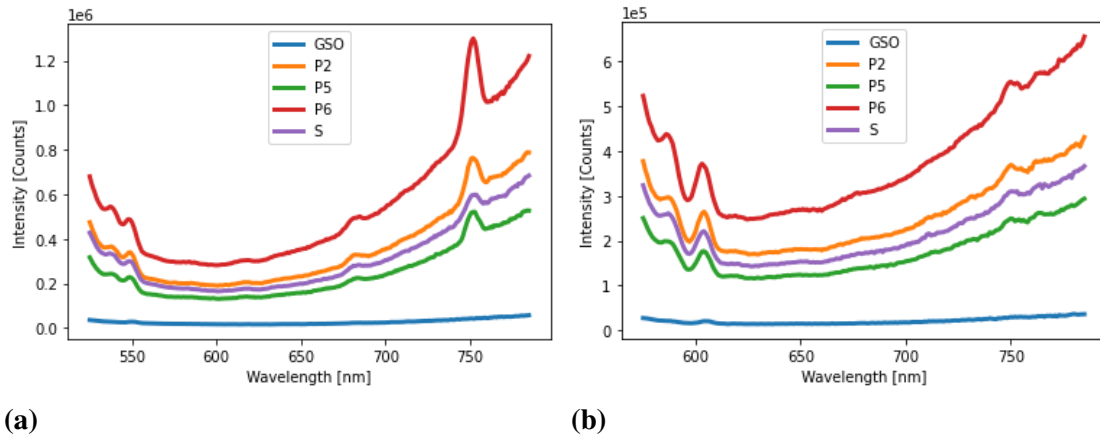 1e6
Intensity [Counts]
1.2
1.0
0.8
0.6
0.4
0.2
0.0
GSO
P2
P5
P6
S
550
600
650
700
750
Wavelength [nm]
(a)
1e5
Intensity [Counts]
6
5
4
3
2
1
0
GSO
P2
P5
P6
S
600
650
700
750
Wavelength [nm]
(b)